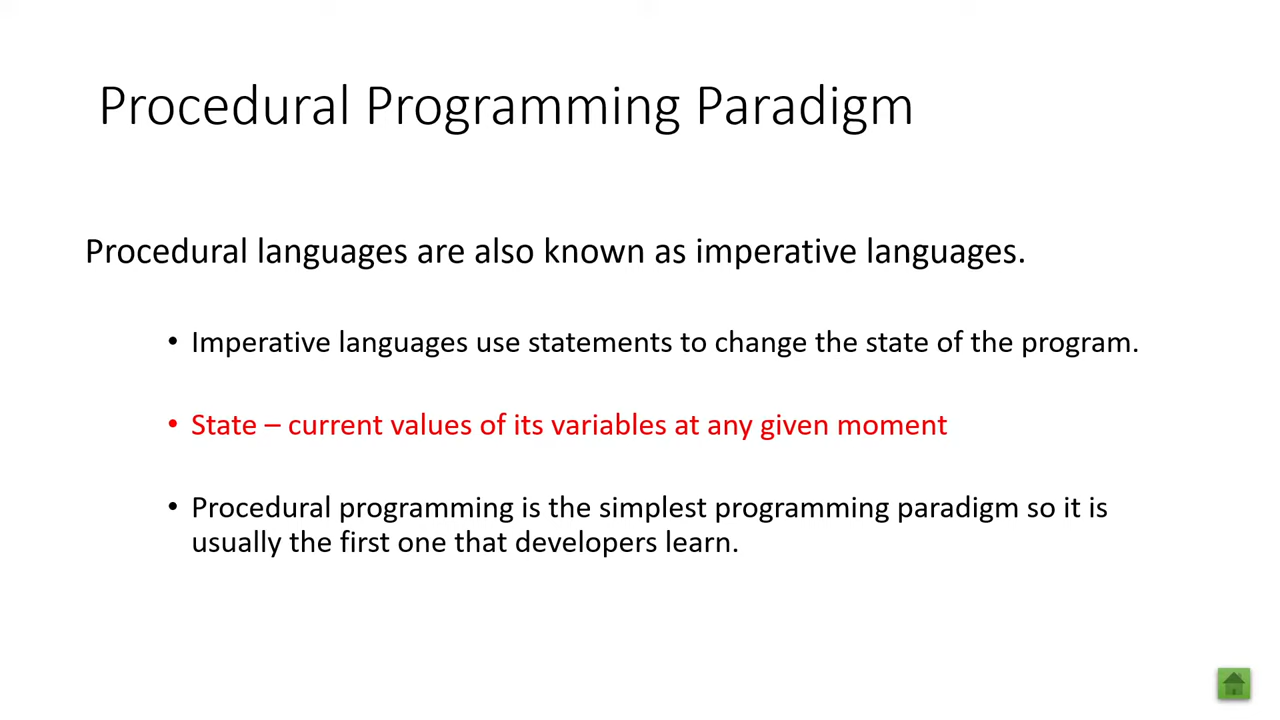 Procedural Programming Paradigm
Procedural languages are also known as imperative languages.
• Imperative languages use statements to change the state of the program.
• State – current values of its variables at any given moment
• Procedural programming is the simplest programming paradigm so it is
usually the first one that developers learn.